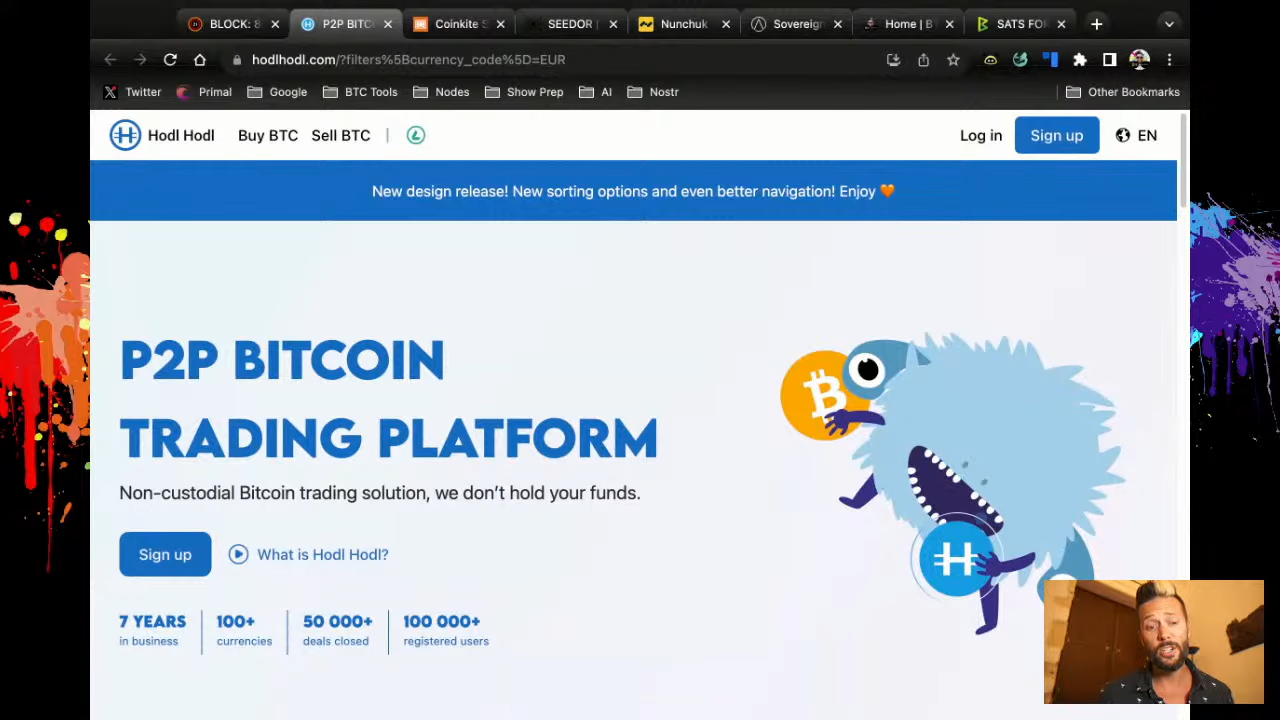 BLOCK: 8
P2P BITC
Coinkite S
SEEDOR |
Nunchuk
Sovereign
Home | B
SATS FO
hodlhodl.com/?filters%5Bcurrency_code%5D=EUR
Twitter
Primal
Google
BTC Tools
Nodes
Show Prep
AI
Nostr
Other Bookmarks
Hodl Hodl
Buy BTC
Sell BTC
|
Log in
Sign up
EN
New design release! New sorting options and even better navigation! Enjoy 🧡
P2P BITCOIN
TRADING PLATFORM
Non-custodial Bitcoin trading solution, we don’t hold your funds.
Sign up
What is Hodl Hodl?
7 YEARS
in business
100+
currencies
50 000+
deals closed
100 000+
registered users